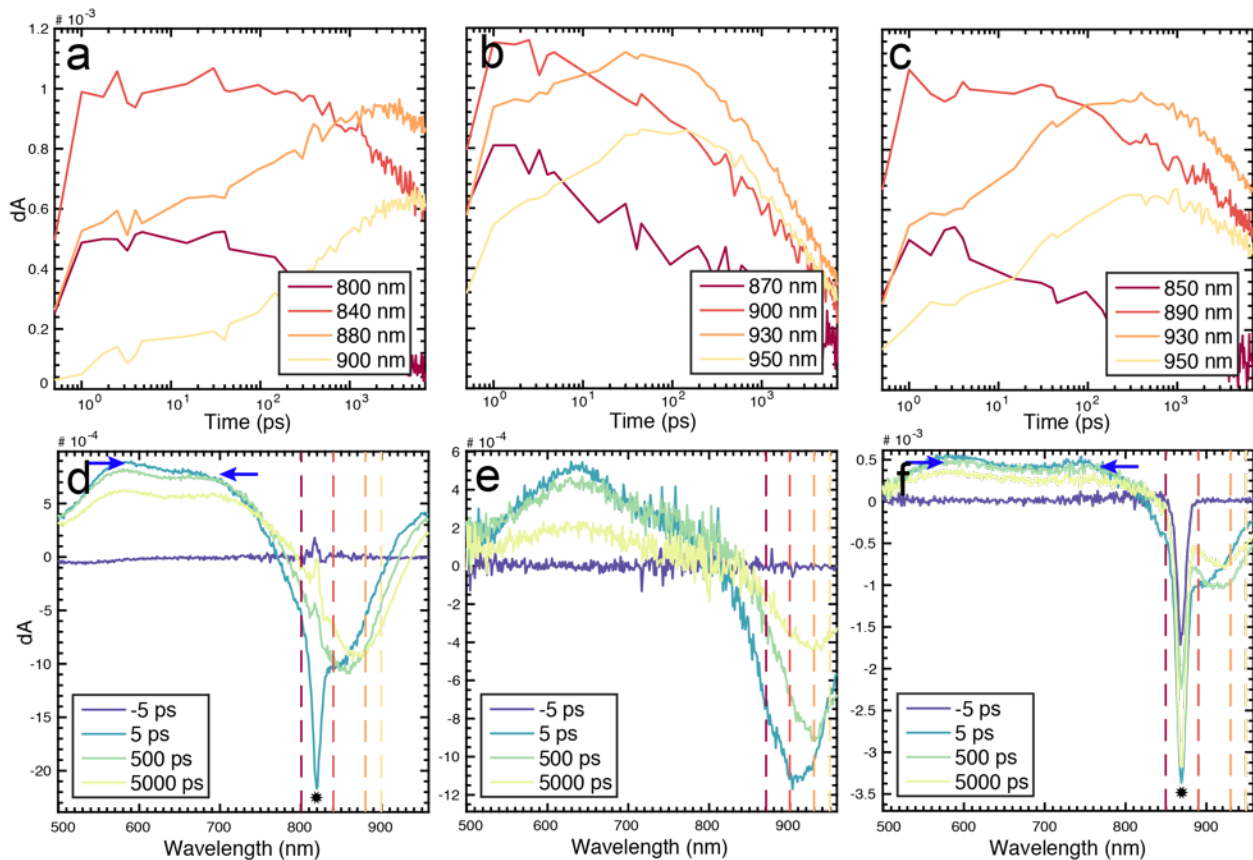 # 10⁻³
1.2
1
0.8
0.6
0.4
0.2
0
dA
a
800 nm
840 nm
880 nm
900 nm
10⁰ 10¹ 10² 10³
Time (ps)
b
870 nm
900 nm
930 nm
950 nm
10⁰ 10¹ 10² 10³
Time (ps)
c
850 nm
890 nm
930 nm
950 nm
10⁰ 10¹ 10² 10³
Time (ps)
# 10⁻⁴
5
0
-5
-10
-15
-20
dA
d
-5 ps
5 ps
500 ps
5000 ps
500 600 700 800 900
Wavelength (nm)
# 10⁻⁴
6
4
2
0
-2
-4
-6
-8
-10
-12
e
-5 ps
5 ps
500 ps
5000 ps
500 600 700 800 900
Wavelength (nm)
# 10⁻³
0.5
0
-0.5
-1
-1.5
-2
-2.5
-3
-3.5
f
-5 ps
5 ps
500 ps
5000 ps
500 600 700 800 900
Wavelength (nm)